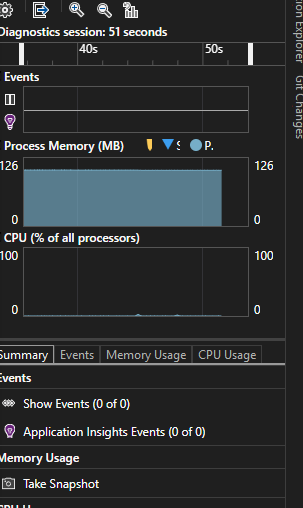 Diagnostics session: 51 seconds
40s 50s
Events
Process Memory (MB) S P.
126 126
0 0
CPU (% of all processors)
100 100
0 0
Summary Events Memory Usage CPU Usage
Events
Show Events (0 of 0)
Application Insights Events (0 of 0)
Memory Usage
Take Snapshot
Explorer
Git Changes